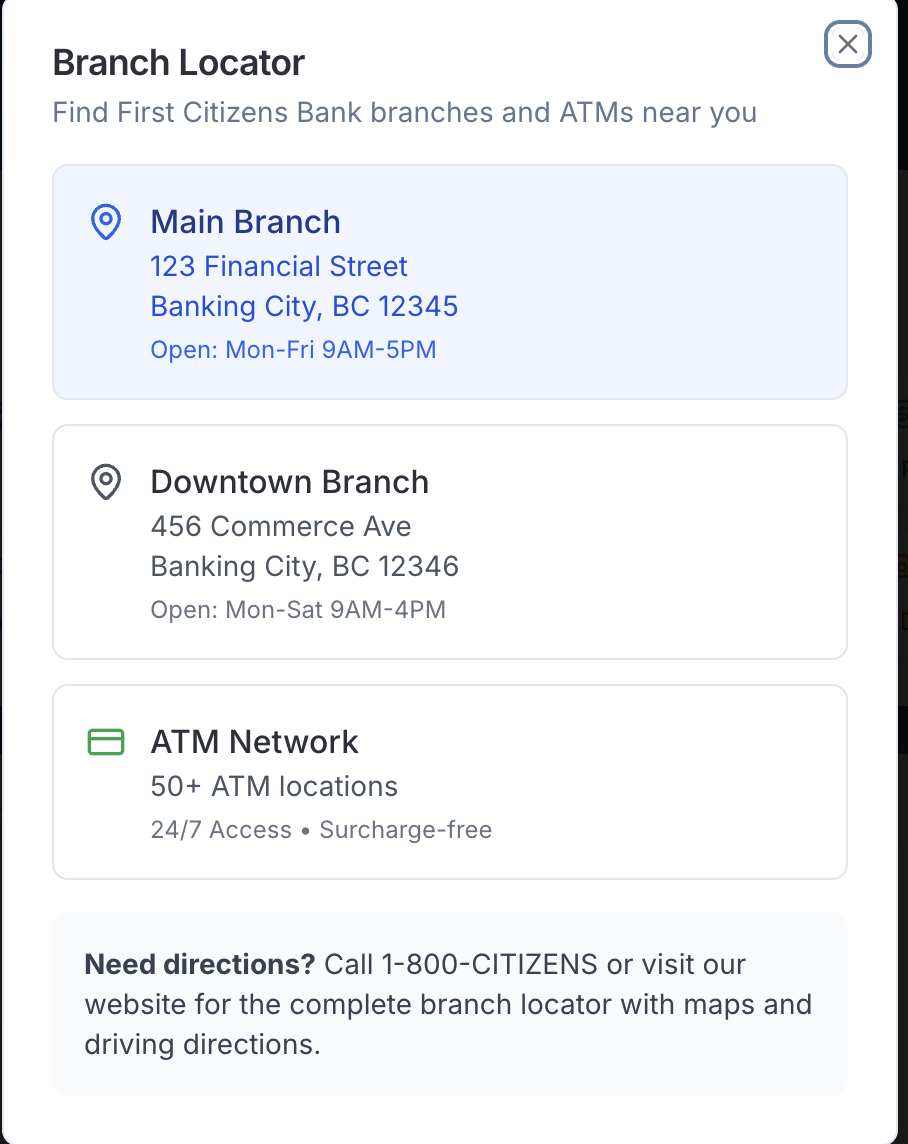 Branch Locator
Find First Citizens Bank branches and ATMs near you
Main Branch
123 Financial Street
Banking City, BC 12345
Open: Mon-Fri 9AM-5PM
Downtown Branch
456 Commerce Ave
Banking City, BC 12346
Open: Mon-Sat 9AM-4PM
ATM Network
50+ ATM locations
24/7 Access • Surcharge-free
Need directions? Call 1-800-CITIZENS or visit our
website for the complete branch locator with maps and
driving directions.